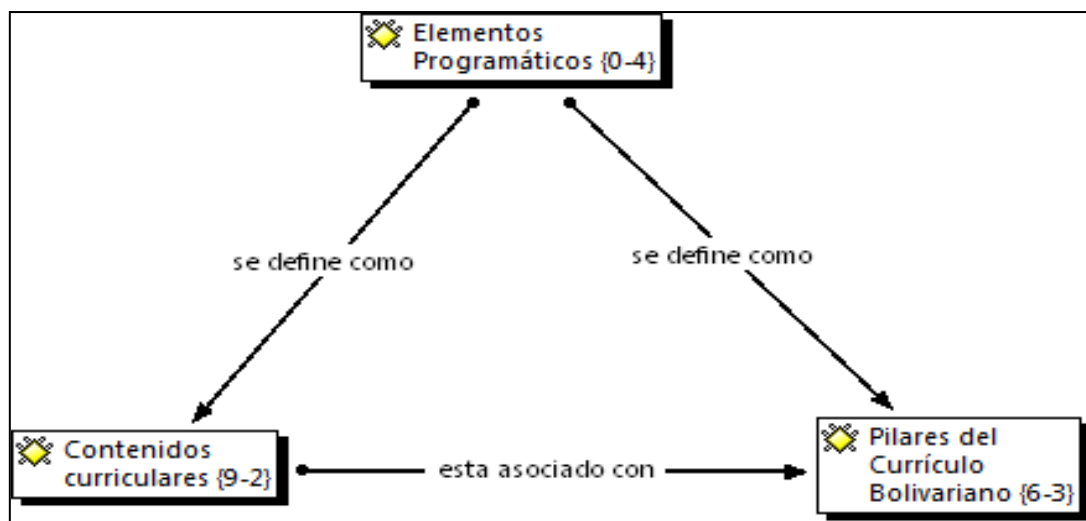 Elementos
Programáticos {0-4}
se define como
se define como
Contenidos
curriculares {9-2}
esta asociado con
Pilares del
Currículo
Bolivariano {6-3}